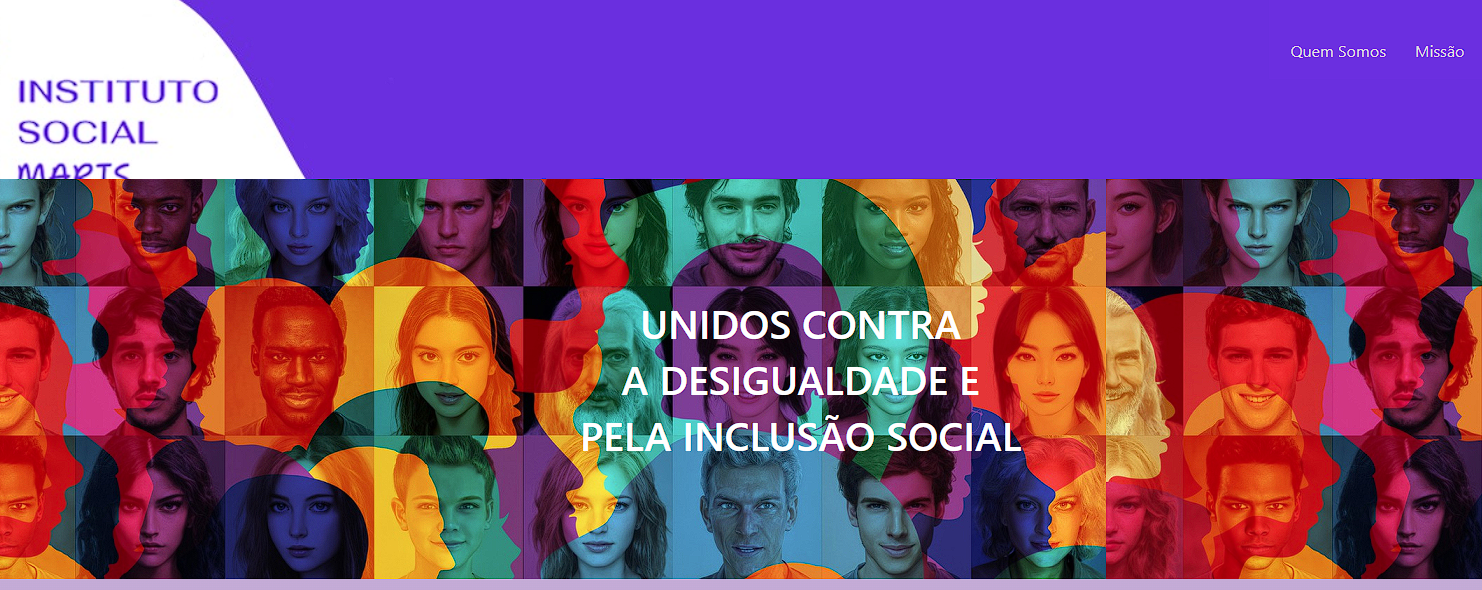 INSTITUTO
SOCIAL
Quem Somos Missão
UNIDOS CONTRA
A DESIGUALDADE E
PELA INCLUSÃO SOCIAL